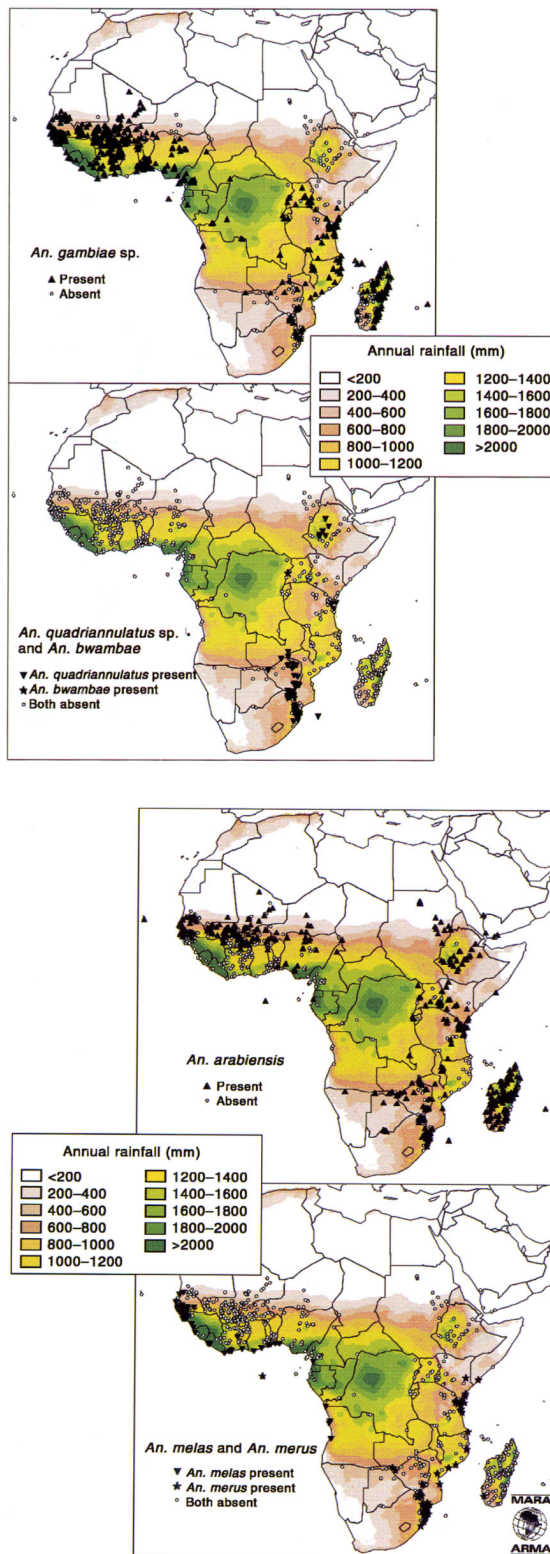 An. gambiae sp.
▲ Present
○ Absent
Annual rainfall (mm)
<200
200–400
400–600
600–800
800–1000
1000–1200
1200–1400
1400–1600
1600–1800
1800–2000
>2000
An. quadriannulatus sp.
and An. bwambae
▼ An. quadriannulatus present
★ An. bwambae present
○ Both absent
An. arabiensis
▲ Present
○ Absent
Annual rainfall (mm)
<200
200–400
400–600
600–800
800–1000
1000–1200
1200–1400
1400–1600
1600–1800
1800–2000
>2000
An. melas and An. merus
▼ An. melas present
★ An. merus present
○ Both absent
MARA
ARMA